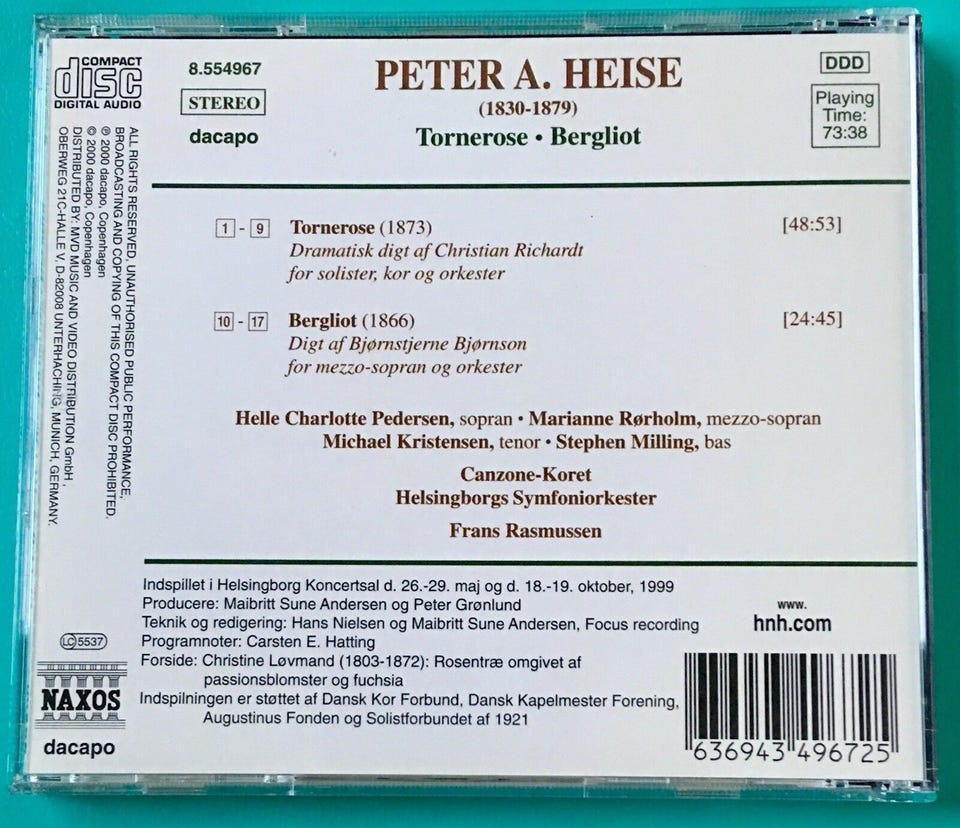 COMPACT
disc
DIGITAL AUDIO
8.554967
STEREO
dacapo
PETER A. HEISE
(1830-1879)
Tornerose • Bergliot
DDD
Playing
Time:
73:38
ALL RIGHTS RESERVED, UNAUTHORISED PUBLIC PERFORMANCE,
BROADCASTING AND COPYING OF THIS COMPACT DISC PROHIBITED.
℗ 2000 dacapo, Copenhagen
© 2000 dacapo, Copenhagen
DISTRIBUTED BY: MVD MUSIC AND VIDEO DISTRIBUTION GmbH,
OBERWEG 21C-HALLE V, D-82008 UNTERHACHING, MUNICH, GERMANY.
1 - 9 Tornerose (1873) [48:53]
Dramatisk digt af Christian Richardt
for solister, kor og orkester
10 - 17 Bergliot (1866) [24:45]
Digt af Bjørnstjerne Bjørnson
for mezzo-sopran og orkester
Helle Charlotte Pedersen, sopran • Marianne Rørholm, mezzo-sopran
Michael Kristensen, tenor • Stephen Milling, bas
Canzone-Koret
Helsingborgs Symfoniorkester
Frans Rasmussen
Indspillet i Helsingborg Koncertsal d. 26.-29. maj og d. 18.-19. oktober, 1999
Producere: Maibritt Sune Andersen og Peter Grønlund
Teknik og redigering: Hans Nielsen og Maibritt Sune Andersen, Focus recording
Programnoter: Carsten E. Hatting
Forside: Christine Løvmand (1803-1872): Rosentræ omgivet af
passionsblomster og fuchsia
Indspilningen er støttet af Dansk Kor Forbund, Dansk Kapelmester Forening,
Augustinus Fonden og Solistforbundet af 1921
www.
hnh.com
LC 5537
NAXOS
dacapo
636943 496725